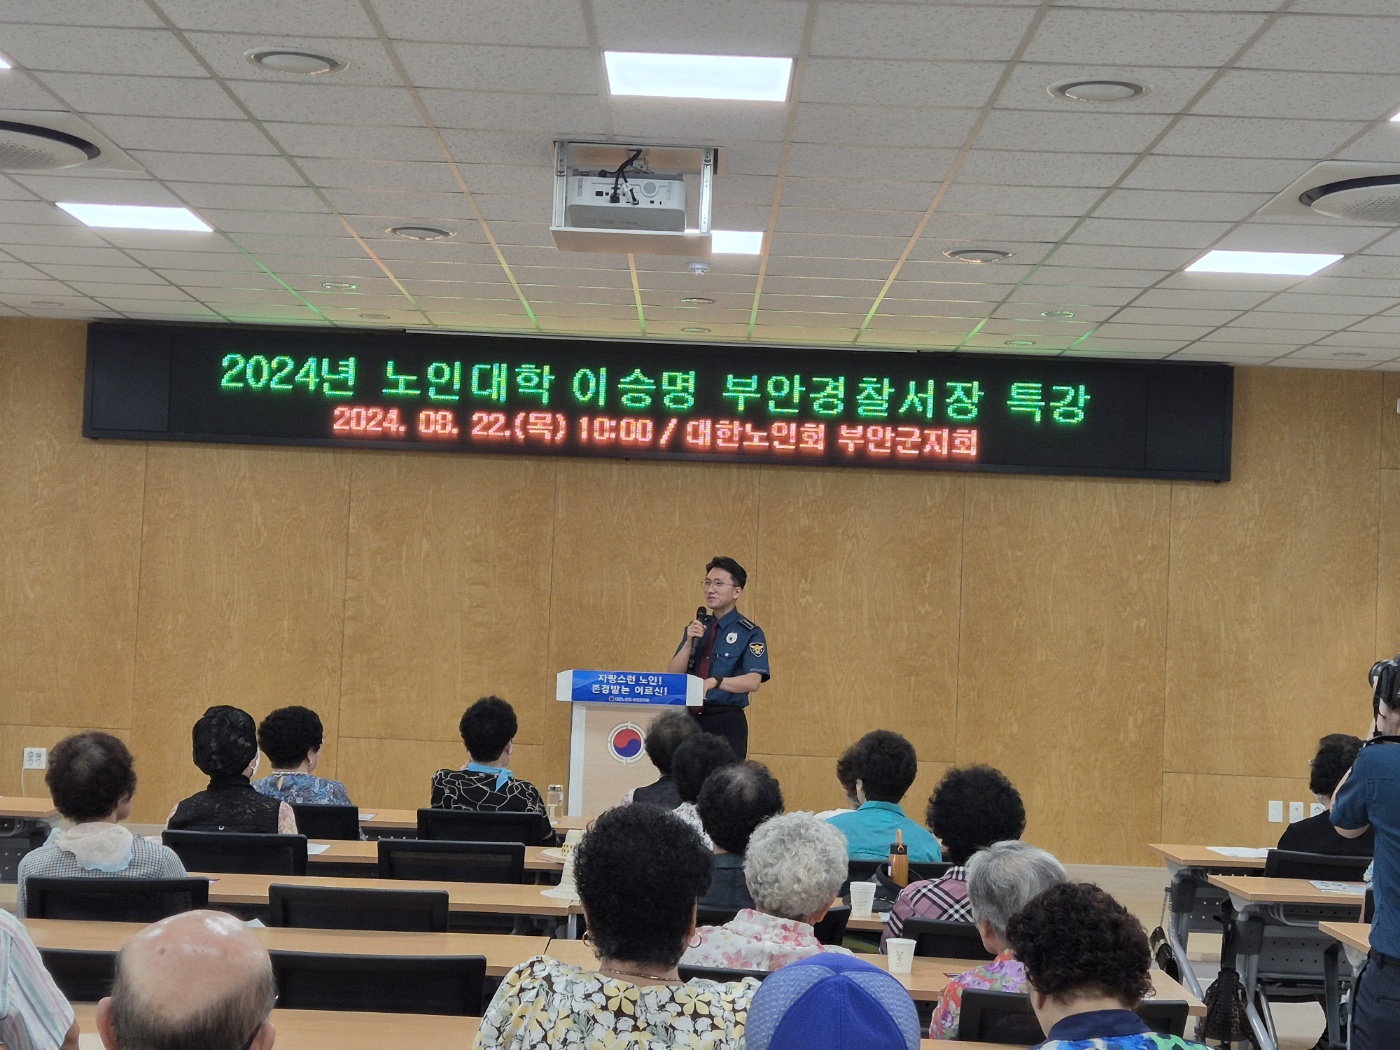 2024년 노인대학 이승명 부안경찰서장 특강
2024. 08. 22.(목) 10:00 / 대한노인회 부안군지회
자랑스런 노인!
존경받는 어르신!